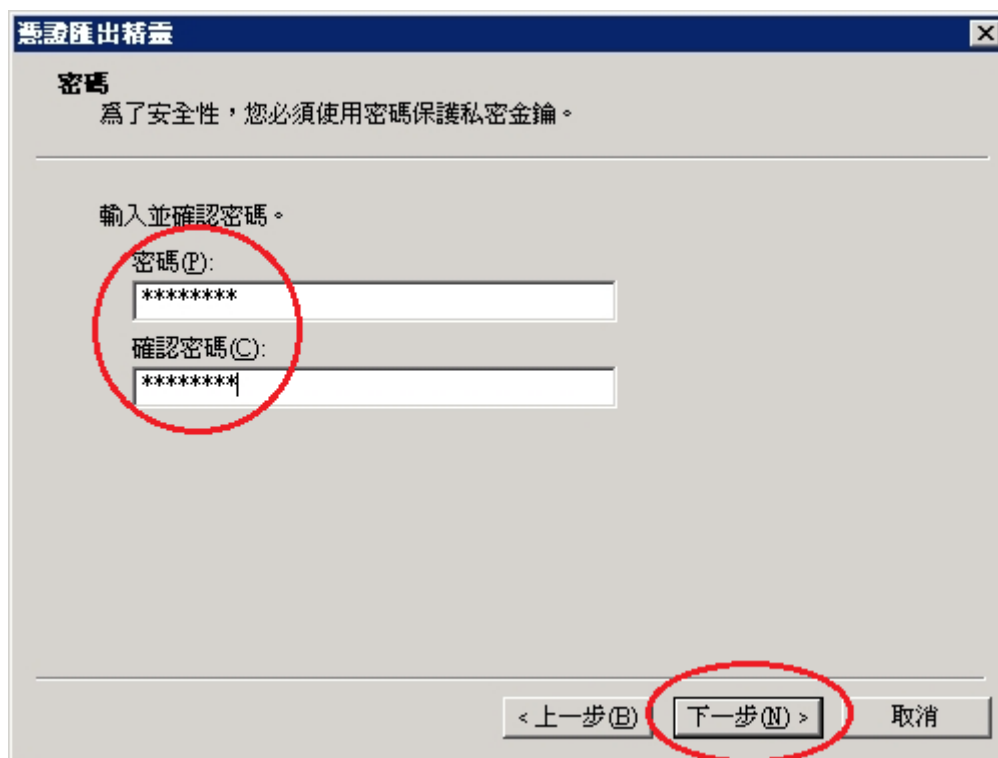 憑證匯出精靈
密碼
為了安全性，您必須使用密碼保護私密金鑰。
輸入並確認密碼。
密碼(P):
********
確認密碼(C):
********
<上一步(B)
下一步(N) >
取消